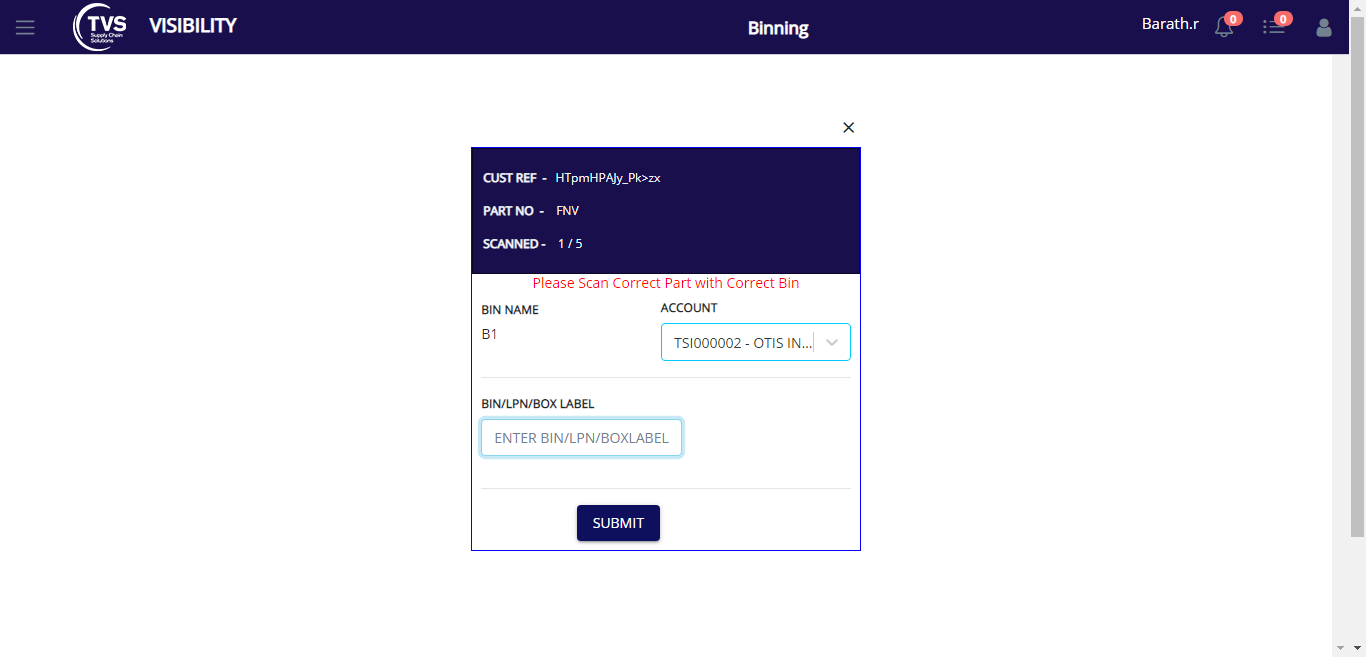 TVS
Supply Chain
Solutions
VISIBILITY
Binning
Barath.r
0
0
CUST REF - HTpmHPAJy_Pk>zx
PART NO - FNV
SCANNED - 1 / 5
Please Scan Correct Part with Correct Bin
BIN NAME
B1
ACCOUNT
TSI000002 - OTIS IN...
BIN/LPN/BOX LABEL
ENTER BIN/LPN/BOXLABEL
SUBMIT